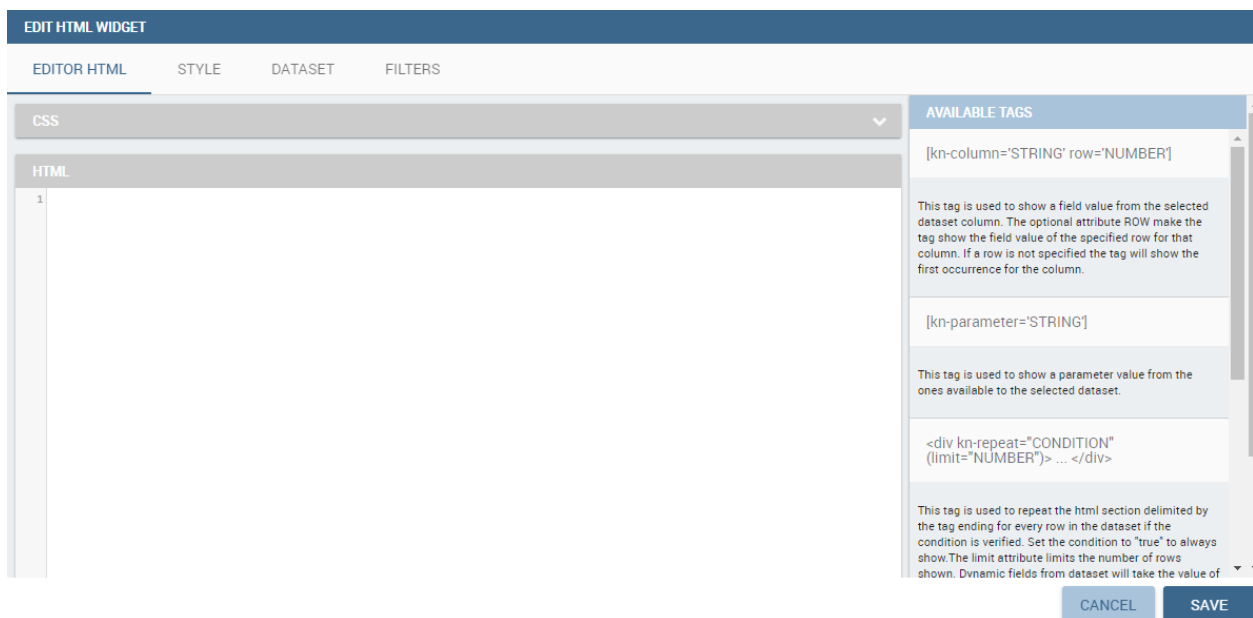 EDIT HTML WIDGET
EDITOR HTML STYLE DATASET FILTERS
CSS
HTML
1
AVAILABLE TAGS
[kn-column='STRING' row='NUMBER']
This tag is used to show a field value from the selected
dataset column. The optional attribute ROW make the
tag show the field value of the specified row for that
column. If a row is not specified the tag will show the
first occurrence for the column.
[kn-parameter='STRING']
This tag is used to show a parameter value from the
ones available to the selected dataset.
<div kn-repeat="CONDITION"
(limit="NUMBER")> ... </div>
This tag is used to repeat the html section delimited by
the tag ending for every row in the dataset if the
condition is verified. Set the condition to "true" to always
show.The limit attribute limits the number of rows
shown. Dynamic fields from dataset will take the value of
CANCEL SAVE